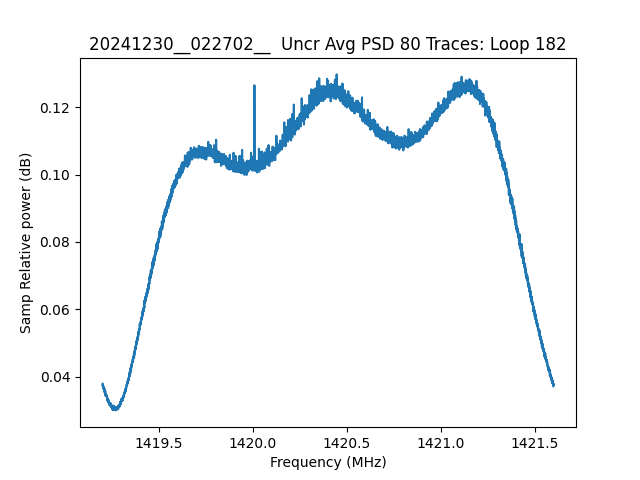 20241230__022702__  Uncr Avg PSD 80 Traces: Loop 182
0.12
0.10
0.08
0.06
0.04
Samp Relative power (dB)
1419.5 1420.0 1420.5 1421.0 1421.5
Frequency (MHz)